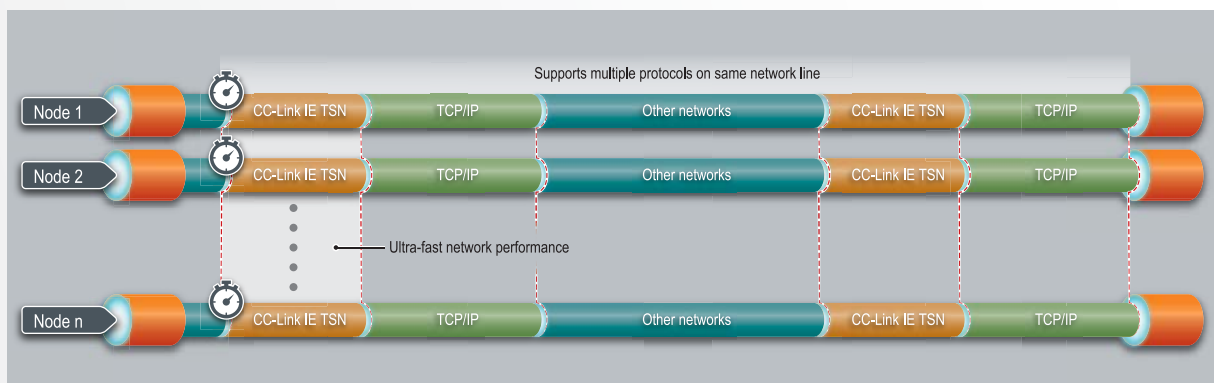 Supports multiple protocols on same network line
Node 1 CC-Link IE TSN TCP/IP Other networks CC-Link IE TSN TCP/IP
Node 2 CC-Link IE TSN TCP/IP Other networks CC-Link IE TSN TCP/IP
Ultra-fast network performance
Node n CC-Link IE TSN TCP/IP Other networks CC-Link IE TSN TCP/IP